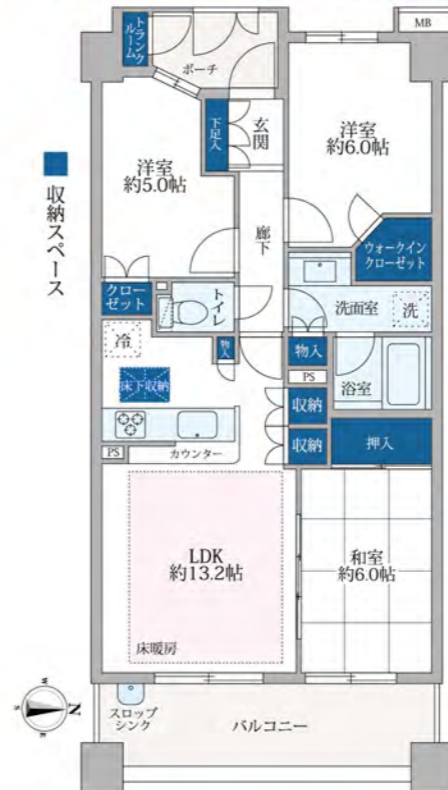 MB
トランク
ルーム
ポーチ
下足入
玄関
洋室
約6.0帖
洋室
約5.0帖
収納スペース
廊下
ウォークイン
クローゼット
クロー
ゼット
トイレ
洗面室
洗
冷
物入
物入
PS
浴室
床下収納
収納
収納
押入
PS
カウンター
LDK
約13.2帖
和室
約6.0帖
床暖房
スロップ
シンク
バルコニー
W
S
N
E